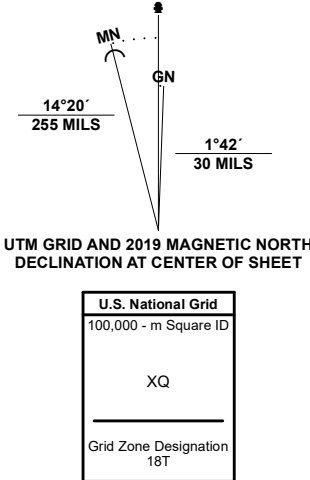 MN
GN
14°20´
255 MILS
1°42´
30 MILS
UTM GRID AND 2019 MAGNETIC NORTH
DECLINATION AT CENTER OF SHEET
U.S. National Grid
100,000 - m Square ID
XQ
Grid Zone Designation
18T